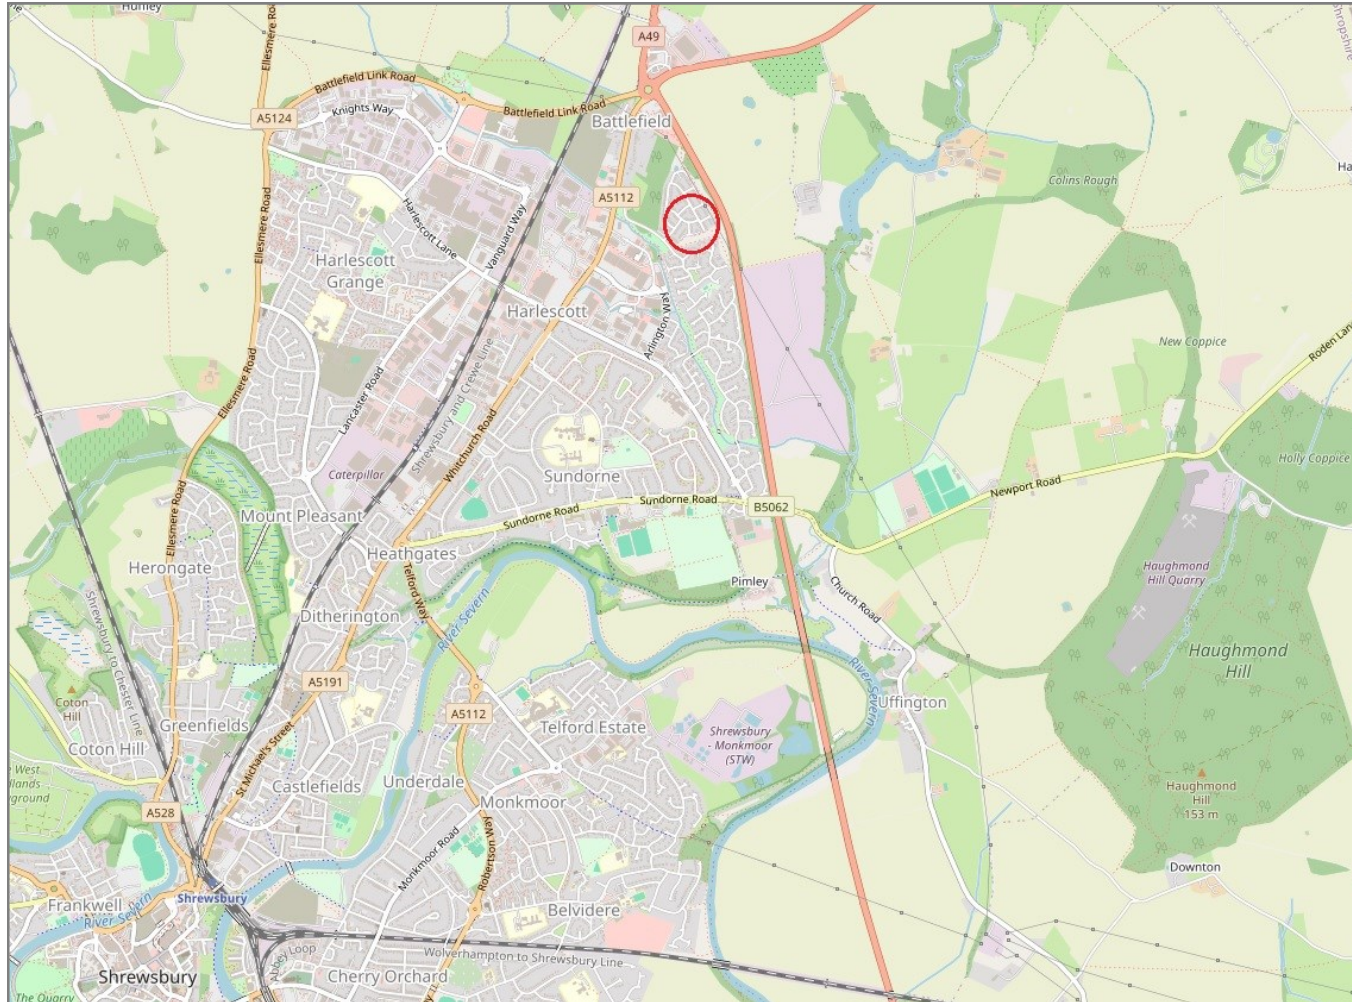 Huffley
Ellesmere Road
A49
Shropshire
Battlefield Link Road
Knights Way
Battlefield Link Road
A5124
Battlefield
Ha
Colins Rough
A5112
Harlescott Lane
Vanguard Way
Ellesmere Road
Harlescott
Grange
Harlescott
Arlington Way
New Coppice
Roden Lan
Ellesmere Road
Lancaster Road
Shrewsbury and Crewe Line
Whitchurch Road
Holly Coppice
Caterpillar
Sundorne
Newport Road
Sundorne Road
Sundorne Road
B5062
Mount Pleasant
Ellesmere Road
Heathgates
Herongate
Telford Way
Pimley
Church Road
Haughmond
Hill Quarry
Shrewsbury to Chester Line
Ditherington
River Severn
Haughmond
Hill
River Severn
A5191
Uffington
Coton
Hill
Greenfields
A5112
Telford Estate
Coton Hill
Shrewsbury
- Monkmoor
(STW)
St Michael's Street
Underdale
e West
dlands
wground
Castlefields
Monkmoor
Haughmond
Hill
153 m
A528
Monkmoor Road
Robertson Way
Downton
Shrewsbury
Frankwell
River Severn
Belvidere
Abbey Loop
Wolverhampton to Shrewsbury Line
Shrewsbury
Cherry Orchard
The Quarry